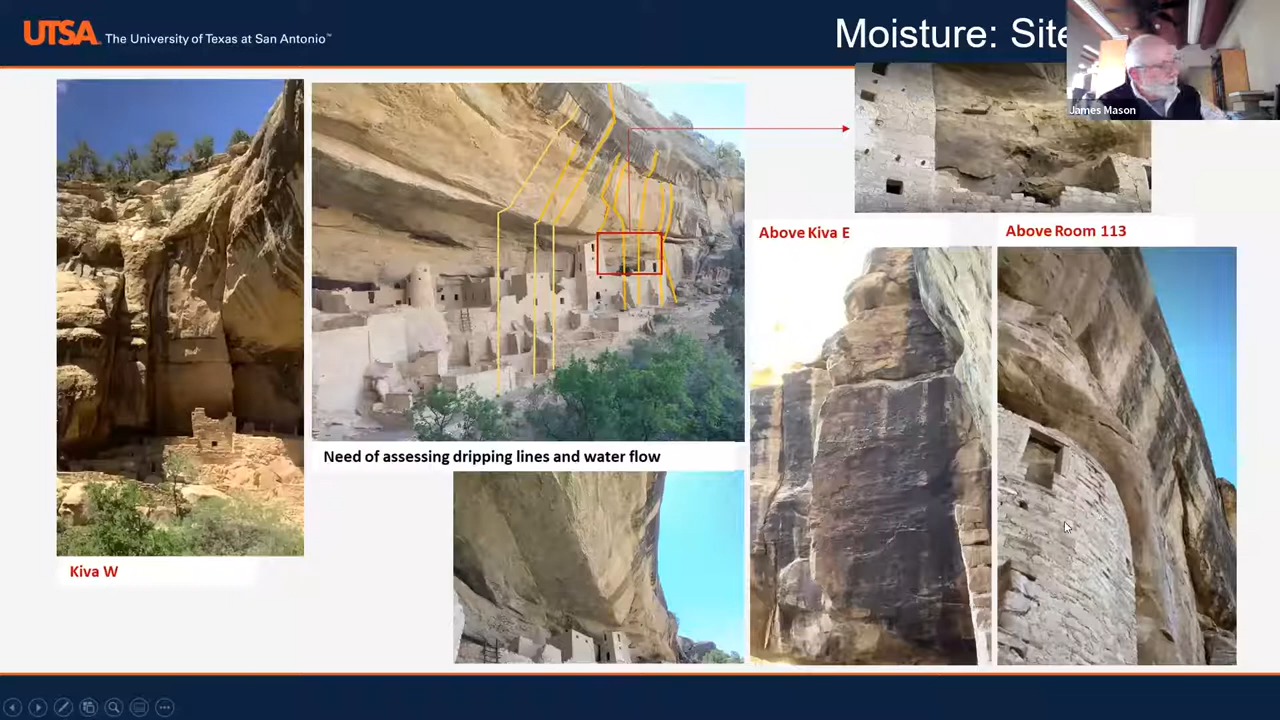 UTSA The University of Texas at San Antonio™
Moisture: Site
James Mason
Above Kiva E
Above Room 113
Need of assessing dripping lines and water flow
Kiva W